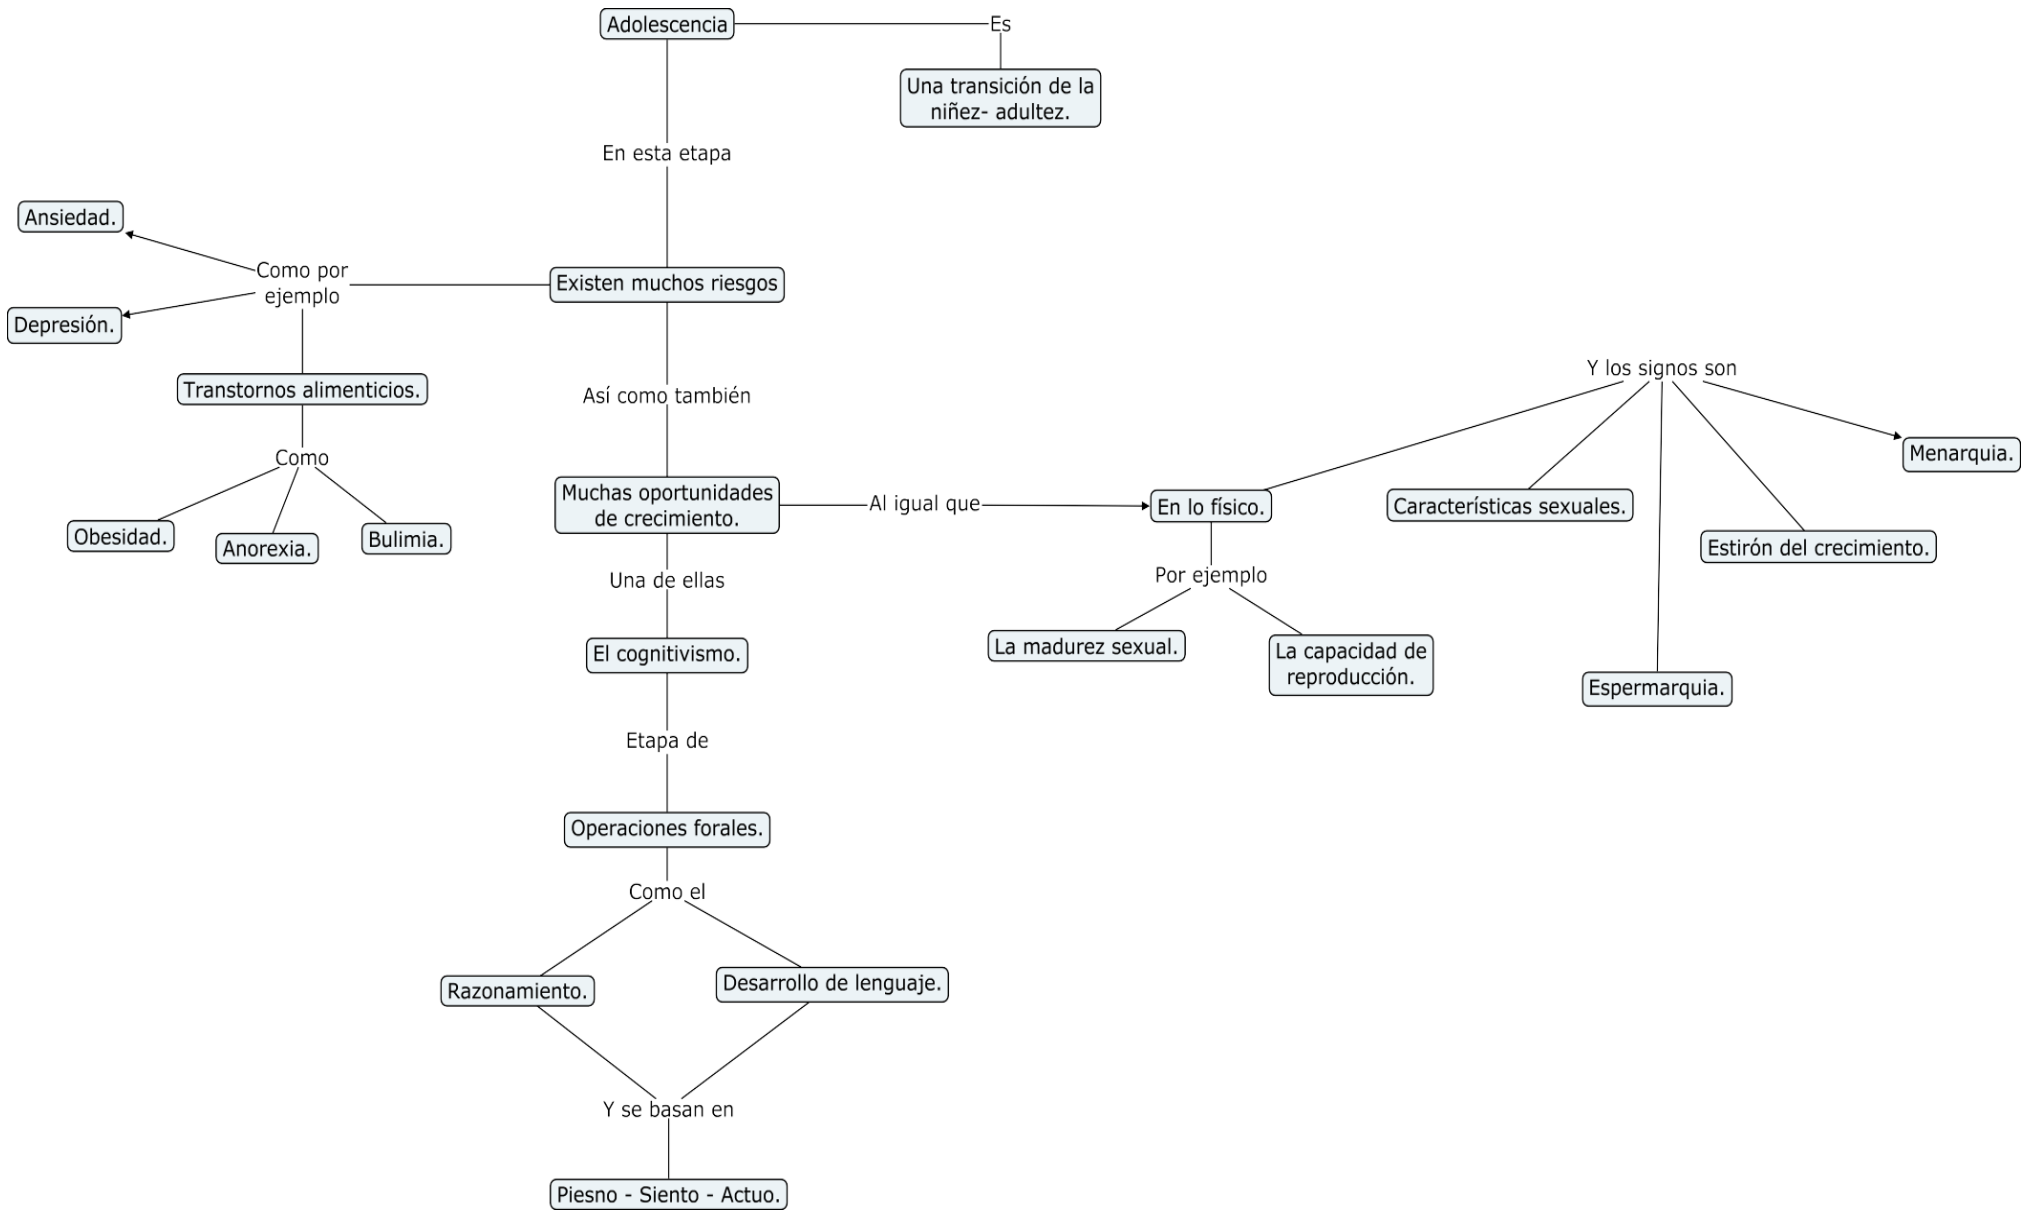 Adolescencia
Es
Una transición de la
niñez- adultez.
En esta etapa
Ansiedad.
Como por
ejemplo
Existen muchos riesgos
Depresión.
Transtornos alimenticios.
Así como también
Y los signos son
Como
Menarquia.
Muchas oportunidades
de crecimiento.
Al igual que
En lo físico.
Características sexuales.
Obesidad.
Anorexia.
Bulimia.
Estirón del crecimiento.
Una de ellas
Por ejemplo
El cognitivismo.
La madurez sexual.
La capacidad de
reproducción.
Espermarquia.
Etapa de
Operaciones forales.
Como el
Razonamiento.
Desarrollo de lenguaje.
Y se basan en
Piesno - Siento - Actuo.